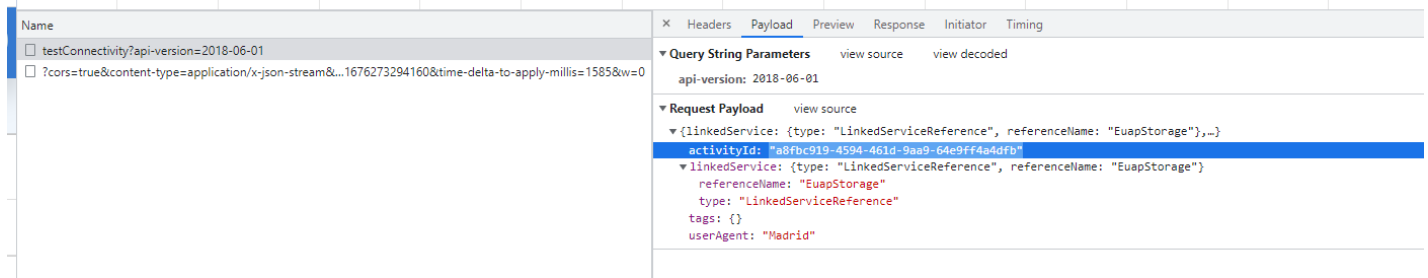 Name
testConnectivity?api-version=2018-06-01
?cors=true&content-type=application/x-json-stream&...1676273294160&time-delta-to-apply-millis=1585&w=0
× Headers Payload Preview Response Initiator Timing
▼Query String Parameters view source view decoded
api-version: 2018-06-01
▼Request Payload view source
▼{linkedService: {type: "LinkedServiceReference", referenceName: "EuapStorage"},…}
activityId: "a8fbc919-4594-461d-9aa9-64e9ff4a4dfb"
▼linkedService: {type: "LinkedServiceReference", referenceName: "EuapStorage"}
referenceName: "EuapStorage"
type: "LinkedServiceReference"
tags: {}
userAgent: "Madrid"